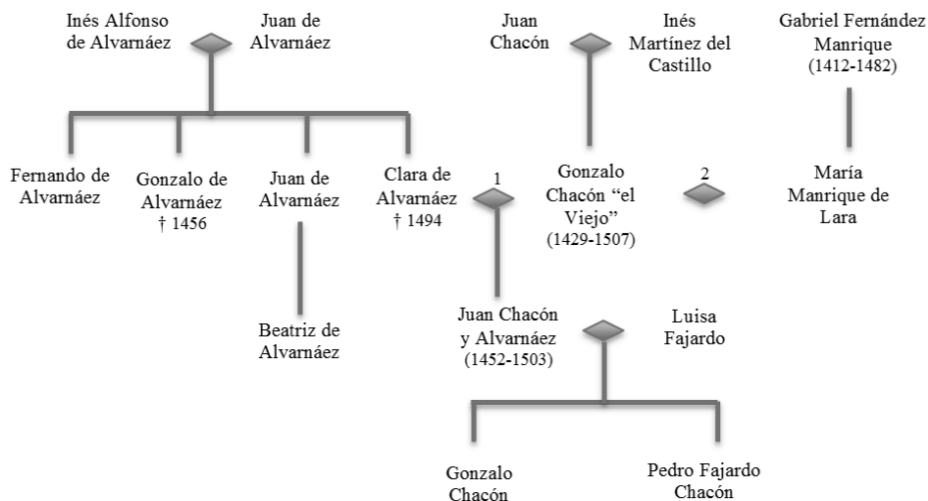 Inés Alfonso
de Alvarnáez
Juan de
Alvarnáez
Juan
Chacón
Inés
Martínez del
Castillo
Gabriel Fernández
Manrique
(1412-1482)
Fernando de
Alvarnáez
Gonzalo de
Alvarnáez
† 1456
Juan de
Alvarnáez
Clara de
Alvarnáez
† 1494
1
Gonzalo
Chacón “el
Viejo”
(1429-1507)
2
María
Manrique de
Lara
Beatriz de
Alvarnáez
Juan Chacón
y Alvarnáez
(1452-1503)
Luisa
Fajardo
Gonzalo
Chacón
Pedro Fajardo
Chacón